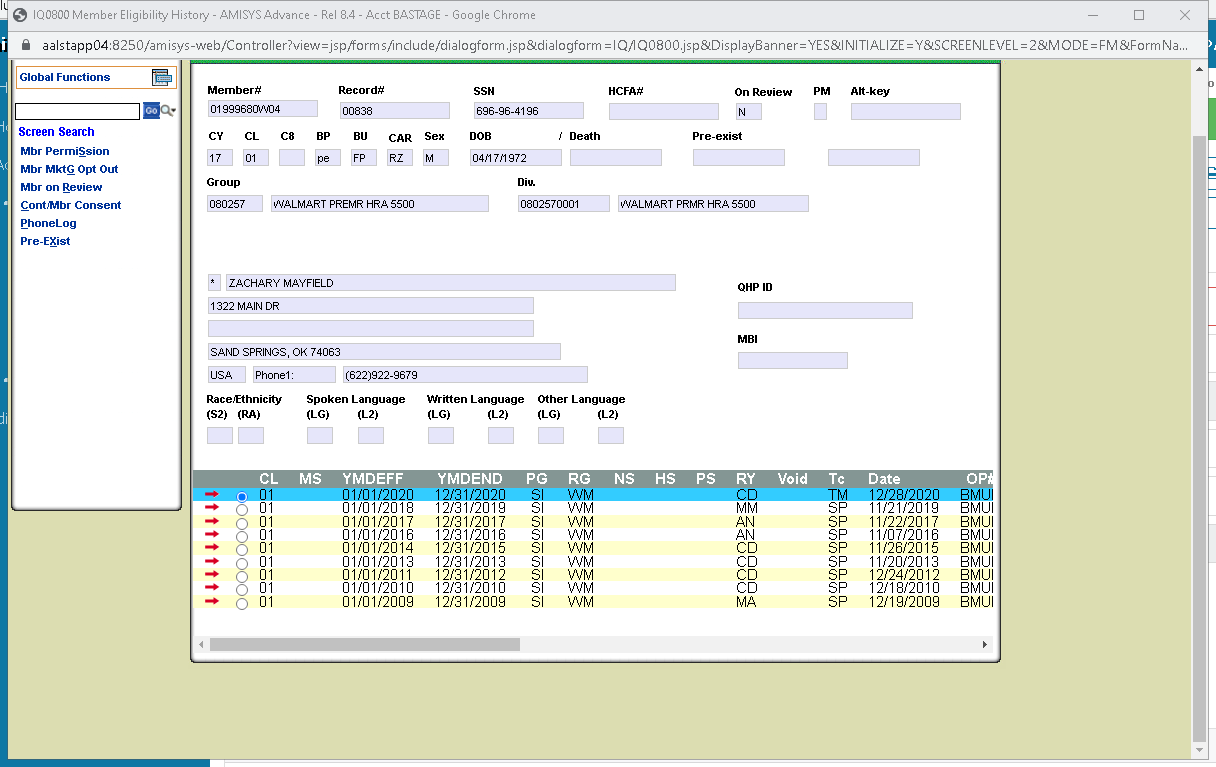 IQ0800 Member Eligibility History - AMISYS Advance - Rel 8.4 - Acct BASTAGE - Google Chrome
aalstapp04:8250/amisys-web/Controller?view=jsp/forms/include/dialogform.jsp&dialogform=IQ/IQ0800.jsp&displayBanner=YES&INITIALIZE=Y&SCREENLEVEL=2&MODE=FM&FormNa...
Global Functions
Go
Screen Search
Mbr PermiSsion
Mbr MktG Opt Out
Mbr on Review
Cont/Mbr Consent
PhoneLog
Pre-EXist
Member# Record# SSN HCFA# On Review PM Alt-key
01999680W04 00838 696-96-4196 N
CY CL C8 BP BU CAR Sex DOB / Death Pre-exist
17 01 pe FP RZ M 04/17/1972
Group Div.
080257 WALMART PREMR HRA 5500 0802570001 WALMART PRMR HRA 5500
* ZACHARY MAYFIELD
QHP ID
1322 MAIN DR
MBI
SAND SPRINGS, OK 74063
USA Phone1: (622)922-9679
Race/Ethnicity Spoken Language Written Language Other Language
(S2) (RA) (LG) (L2) (LG) (L2) (LG) (L2)
CL MS YMDEFF YMDEND PG RG NS HS PS RY Void Tc Date OP#
01 01/01/2020 12/31/2020 SI WM CD TM 12/28/2020 BMUI
01 01/01/2018 12/31/2019 SI WM MM SP 11/21/2019 BMUI
01 01/01/2017 12/31/2017 SI WM AN SP 11/22/2017 BMUI
01 01/01/2016 12/31/2016 SI WM AN SP 11/07/2016 BMUI
01 01/01/2014 12/31/2015 SI WM CD SP 11/26/2015 BMUI
01 01/01/2013 12/31/2013 SI WM CD SP 11/20/2013 BMUI
01 01/01/2011 12/31/2012 SI WM CD SP 12/24/2012 BMUI
01 01/01/2010 12/31/2010 SI WM CD SP 12/18/2010 BMUI
01 01/01/2009 12/31/2009 SI WM MA SP 12/19/2009 BMUI